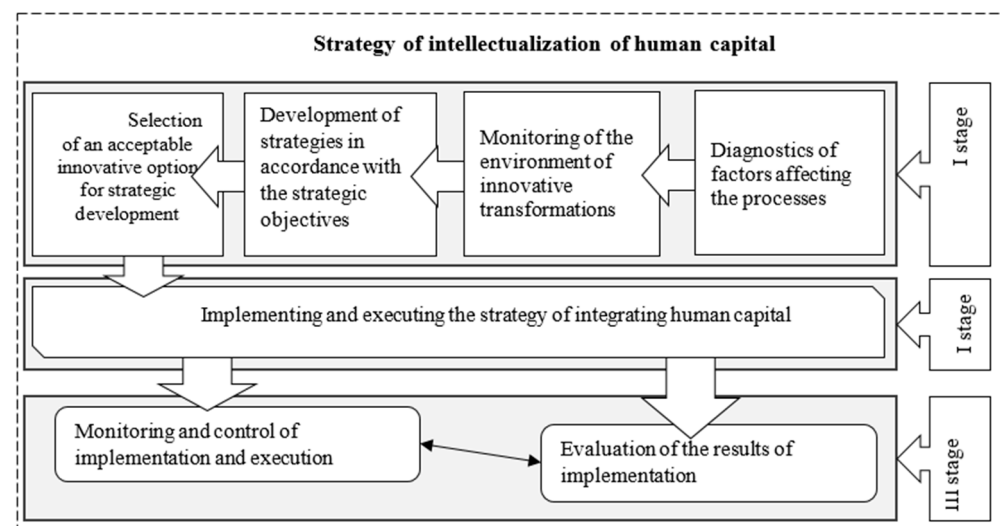 Strategy of intellectualization of human capital
Selection
of an acceptable
innovative option
for strategic
development
Development of
strategies in
accordance with
the strategic
objectives
Monitoring of the
environment of
innovative
transformations
Diagnostics of
factors affecting
the processes
I stage
Implementing and executing the strategy of integrating human capital
I stage
Monitoring and control of
implementation and execution
Evaluation of the results of
implementation
III stage